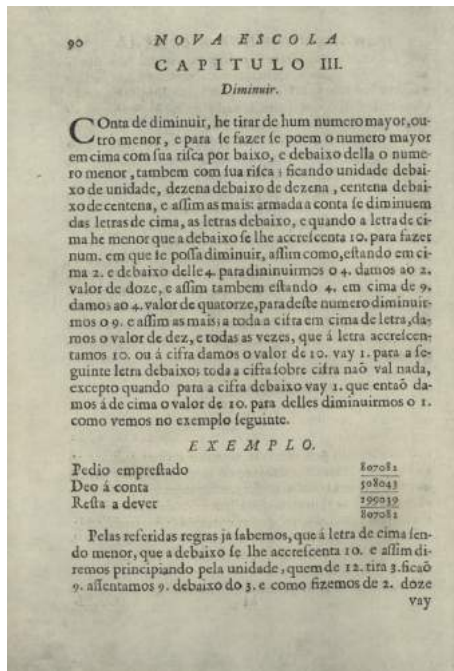 90 NOVA ESCOLA
CAPITULO III.
Diminuir.
COnta de diminuir, he tirar de hum numero mayor, ou-
tro menor, e para ſe fazer ſe poem o numero mayor
em cima com ſua riſca por baixo, e debaixo della o nume-
ro menor, tambem com ſua riſca; ficando unidade debai-
xo de unidade, dezena debaixo de dezena, centena debai-
xo de centena, e aſſim as mais: armada a conta ſe diminuem
das letras de cima, as letras debaixo, e quando a letra de ci-
ma he menor que a debaixo ſe lhe accreſcenta 10. para fazer
num. em que ſe poſſa diminuir, aſſim como, eſtando em ci-
ma 2. e debaixo delle 4. para dininuirmos o 4. damos ao 2.
valor de doze, e aſſim tambem eſtando 4. em cima de 9.
damos ao 4. valor de quatorze, para deſte numero diminuir-
mos o 9. e aſſim as mais; a toda a cifra em cima de letra, da-
mos o valor de dez, e todas as vezes, que á letra accreſcen-
tamos 10. ou á cifra damos o valor de 10. vay 1. para a ſe-
guinte letra debaixo; toda a cifra ſobre cifra naõ val nada,
excepto quando para a cifra debaixo vay 1. que entaõ da-
mos á de cima o valor de 10. para delles diminuirmos o 1.
como vemos no exemplo ſeguinte.
EXEMPLO.
Pedio empreſtado 807082
Deo á conta 508043
Reſta a dever 299039
807082
Pelas referidas regras ja ſabemos, que á letra de cima ſen-
do menor, que a debaixo ſe lhe accreſcenta 10. e aſſim di-
remos principiando pela unidade, quem de 12. tira 3. ficaõ
9. aſſentamos 9. debaixo do 3. e como fizemos de 2. doze
vay